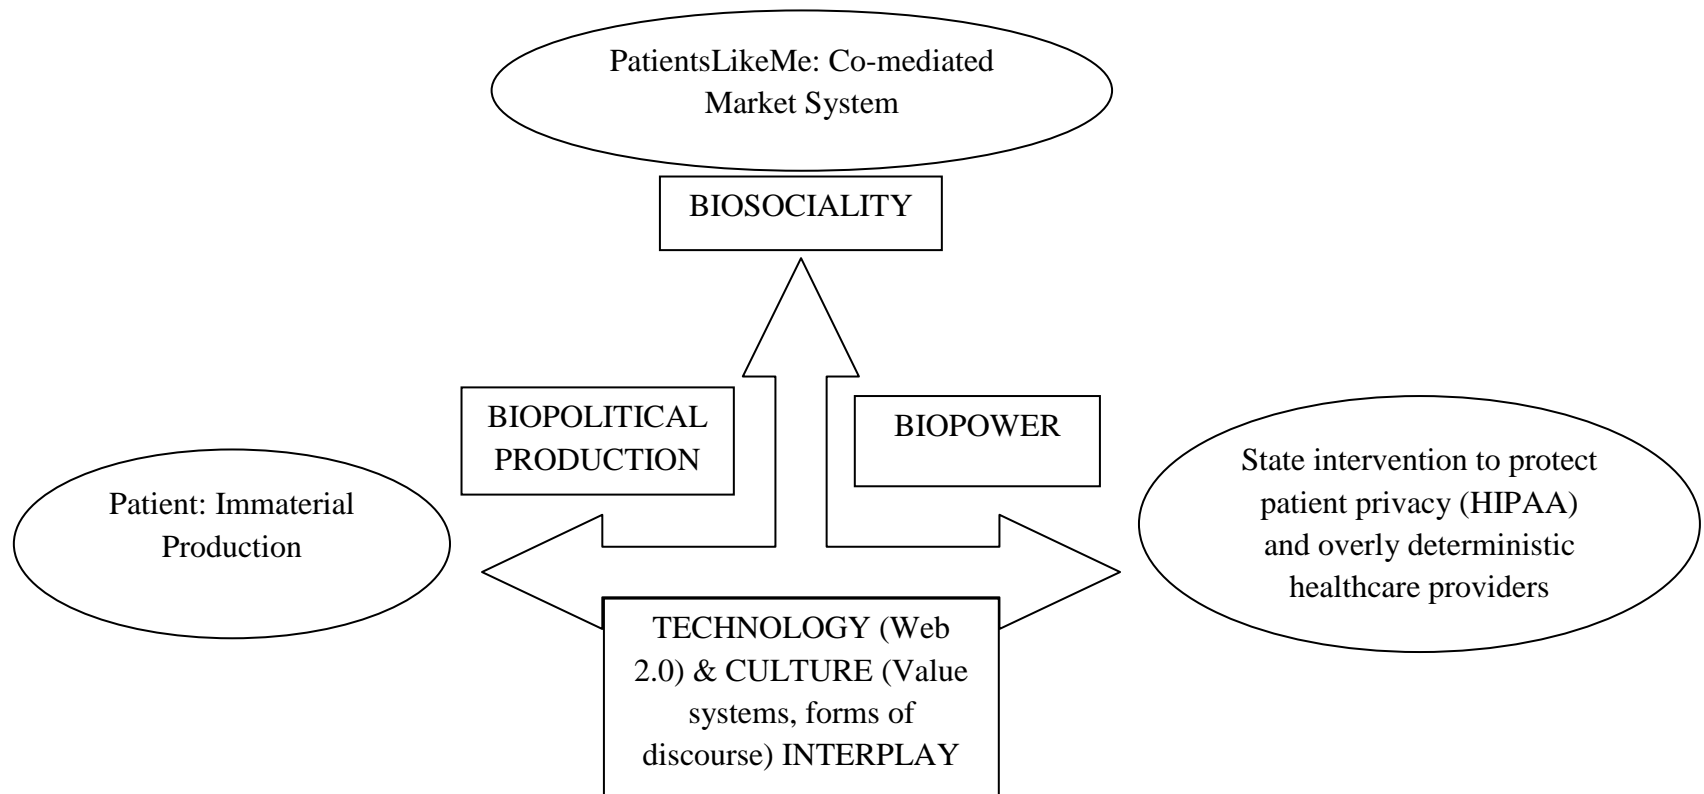 PatientsLikeMe: Co-mediated
Market System
BIOSOCIALITY
BIOPOLITICAL
PRODUCTION
BIOPOWER
Patient: Immaterial
Production
State intervention to protect
patient privacy (HIPAA)
and overly deterministic
healthcare providers
TECHNOLOGY (Web
2.0) & CULTURE (Value
systems, forms of
discourse) INTERPLAY